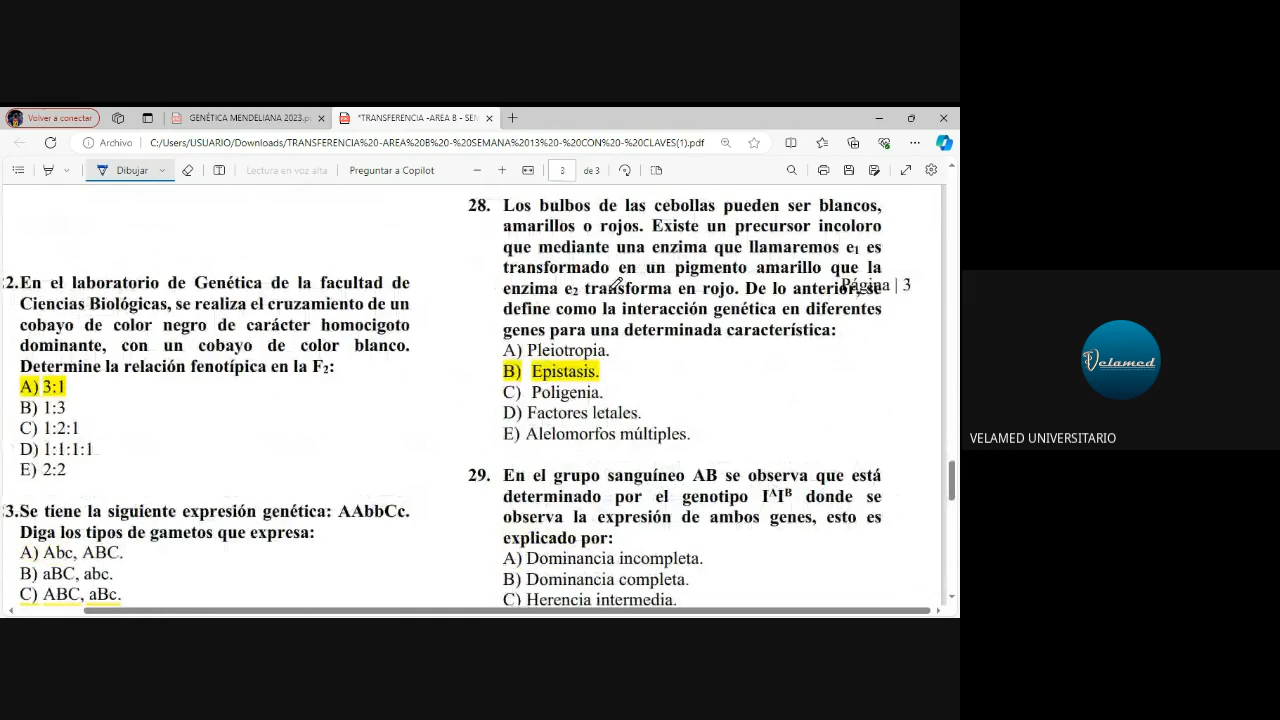 Volver a conectar
GENÉTICA MENDELIANA 2023.p
*TRANSFERENCIA -AREA B - SEM
Archivo
C:/Users/USUARIO/Downloads/TRANSFERENCIA%20-AREA%20B%20-%20SEMANA%2013%20-%20CON%20-%20CLAVES(1).pdf
Dibujar
Lectura en voz alta
Preguntar a Copilot
3
de 3
2.En el laboratorio de Genética de la facultad de
Ciencias Biológicas, se realiza el cruzamiento de un
cobayo de color negro de carácter homocigoto
dominante, con un cobayo de color blanco.
Determine la relación fenotípica en la F₂:
A) 3:1
B) 1:3
C) 1:2:1
D) 1:1:1:1
E) 2:2
3.Se tiene la siguiente expresión genética: AAbbCc.
Diga los tipos de gametos que expresa:
A) Abc, ABC.
B) aBC, abc.
C) ABC, aBc.
28. Los bulbos de las cebollas pueden ser blancos,
amarillos o rojos. Existe un precursor incoloro
que mediante una enzima que llamaremos e₁ es
transformado en un pigmento amarillo que la
enzima e₂ transforma en rojo. De lo anterior, se
define como la interacción genética en diferentes
genes para una determinada característica:
A) Pleiotropia.
B) Epistasis.
C) Poligenia.
D) Factores letales.
E) Alelomorfos múltiples.
Página | 3
29. En el grupo sanguíneo AB se observa que está
determinado por el genotipo IᴬIᴮ donde se
observa la expresión de ambos genes, esto es
explicado por:
A) Dominancia incompleta.
B) Dominancia completa.
C) Herencia intermedia.
Velamed
VELAMED UNIVERSITARIO